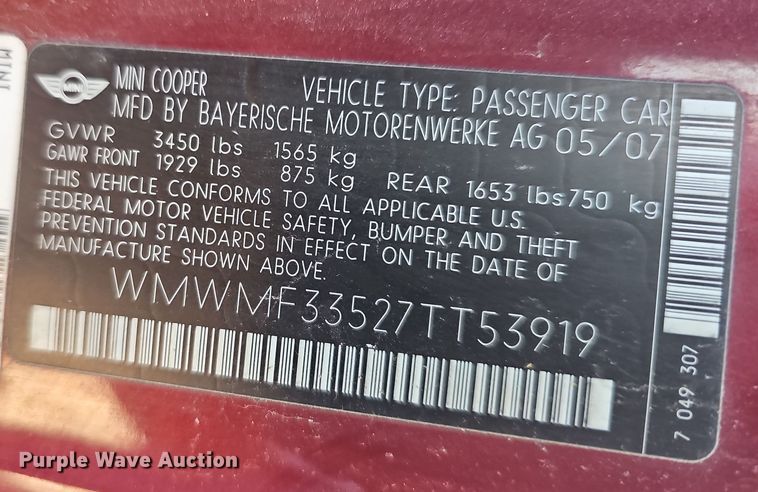 MINI
MINI
MINI COOPER VEHICLE TYPE: PASSENGER CAR
MFD BY BAYERISCHE MOTORENWERKE AG 05/07
GVWR 3450 lbs 1565 kg
GAWR FRONT 1929 lbs 875 kg REAR 1653 lbs 750 kg
THIS VEHICLE CONFORMS TO ALL APPLICABLE U.S.
FEDERAL MOTOR VEHICLE SAFETY, BUMPER AND THEFT
PREVENTION STANDARDS IN EFFECT ON THE DATE OF
MANUFACTURE SHOWN ABOVE.
WMWMF33527TT53919
7 049 307
Purple Wave Auction